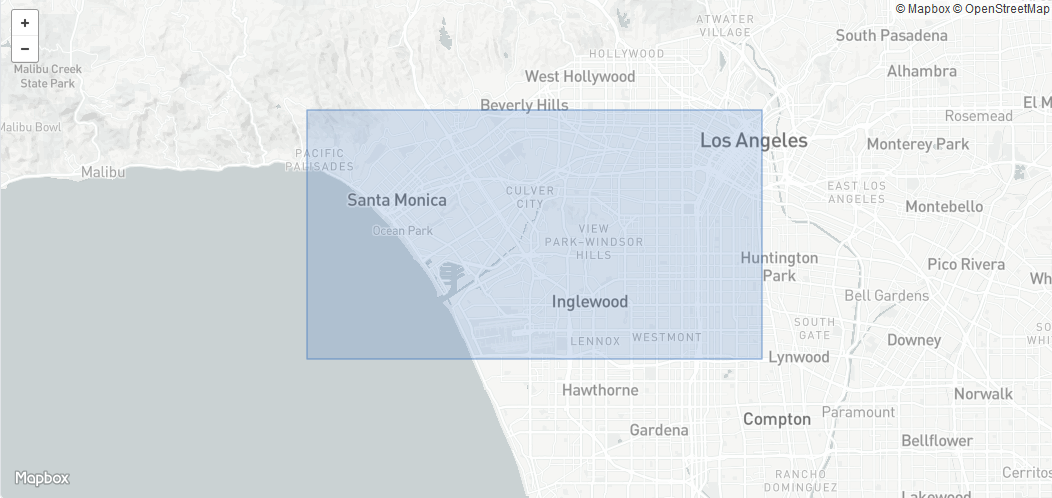 +
© Mapbox © OpenStreetMap
ATWATER
VILLAGE
South Pasadena
−
HOLLYWOOD
Malibu Creek
State Park
West Hollywood
Alhambra
Beverly Hills
El M
Rosemead
Malibu Bowl
Los Angeles
Monterey Park
PACIFIC
PALISADES
Malibu
EAST LOS
ANGELES
Santa Monica
CULVER
CITY
Montebello
Ocean Park
VIEW
PARK-WINDSOR
HILLS
Huntington
Park
Pico Rivera
Wh
Inglewood
Bell Gardens
SOUTH
GATE
SOU
WHIT
LENNOX
WESTMONT
Downey
Lynwood
Hawthorne
Norwalk
Compton
Paramount
Gardena
Bellflower
RANCHO
DOMINGUEZ
Cerritos
Mapbox
Lakewood